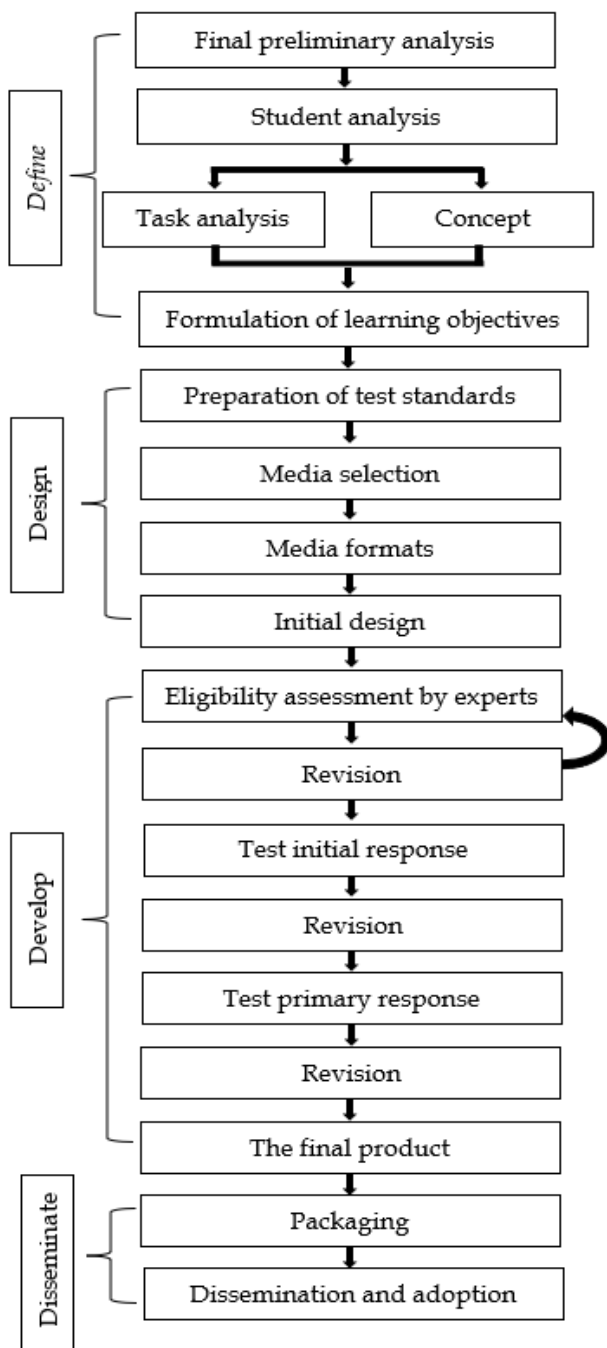 Define
Final preliminary analysis
Student analysis
Task analysis
Concept
Formulation of learning objectives
Design
Preparation of test standards
Media selection
Media formats
Initial design
Develop
Eligibility assessment by experts
Revision
Test initial response
Revision
Test primary response
Revision
The final product
Disseminate
Packaging
Dissemination and adoption